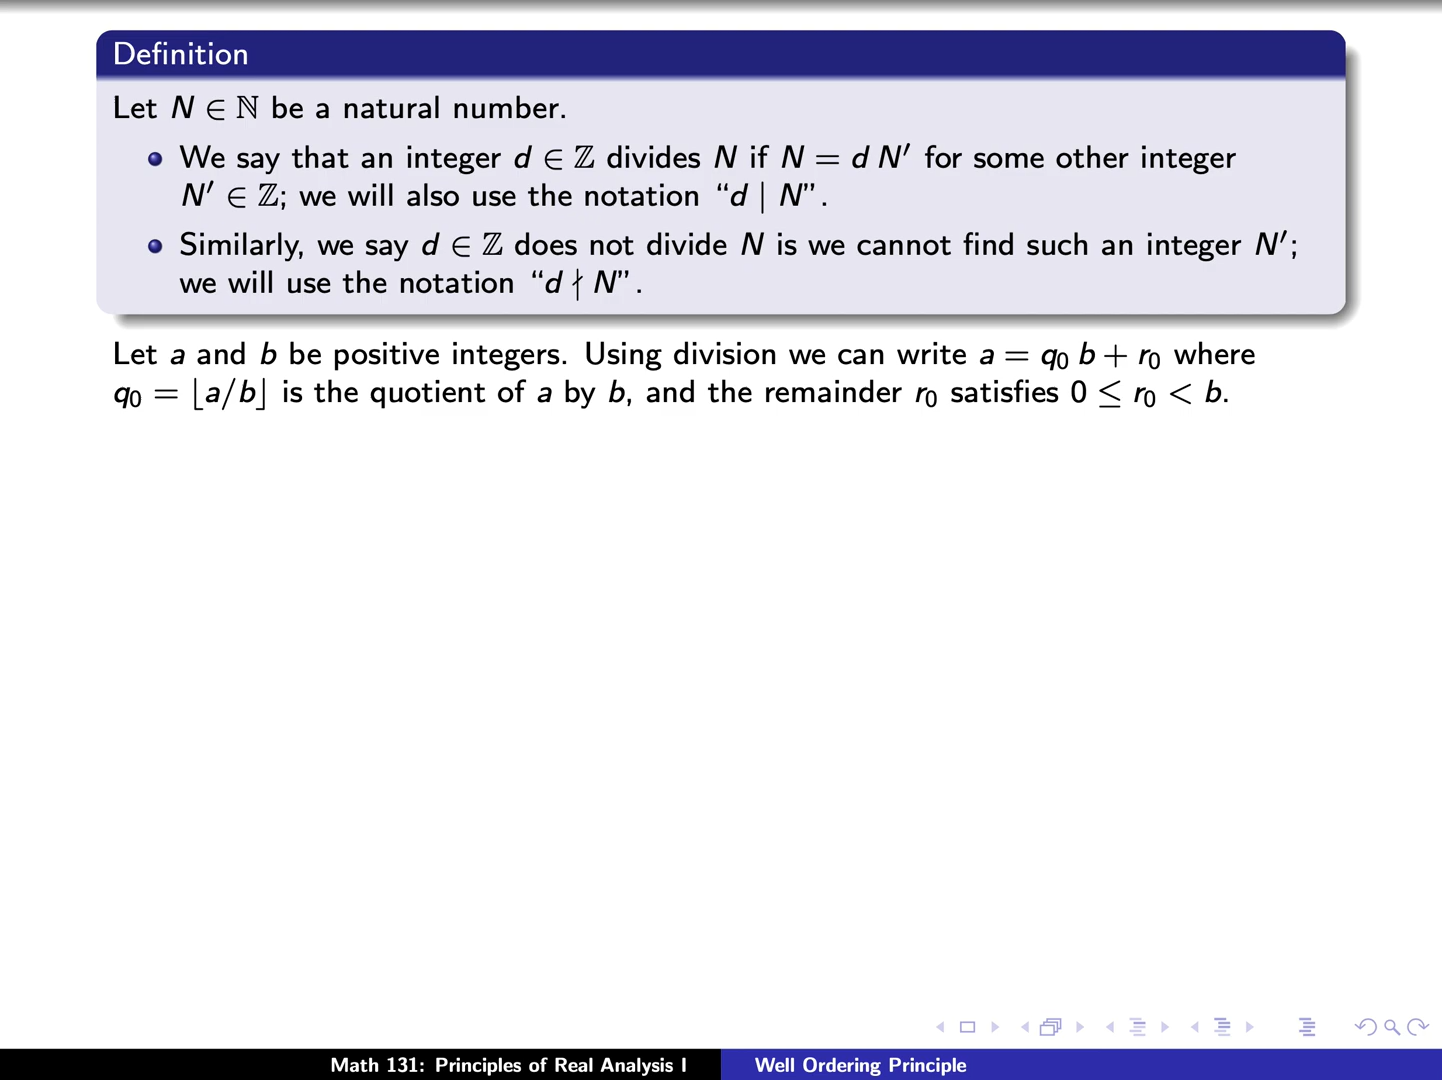 Definition
Let N ∈ ℕ be a natural number.
We say that an integer d ∈ ℤ divides N if N = d N′ for some other integer
N′ ∈ ℤ; we will also use the notation “d | N”.
Similarly, we say d ∈ ℤ does not divide N is we cannot find such an integer N′;
we will use the notation “d ∤ N”.
Let a and b be positive integers. Using division we can write a = q₀ b + r₀ where
q₀ = ⌊a/b⌋ is the quotient of a by b, and the remainder r₀ satisfies 0 ≤ r₀ < b.
Math 131: Principles of Real Analysis I
Well Ordering Principle